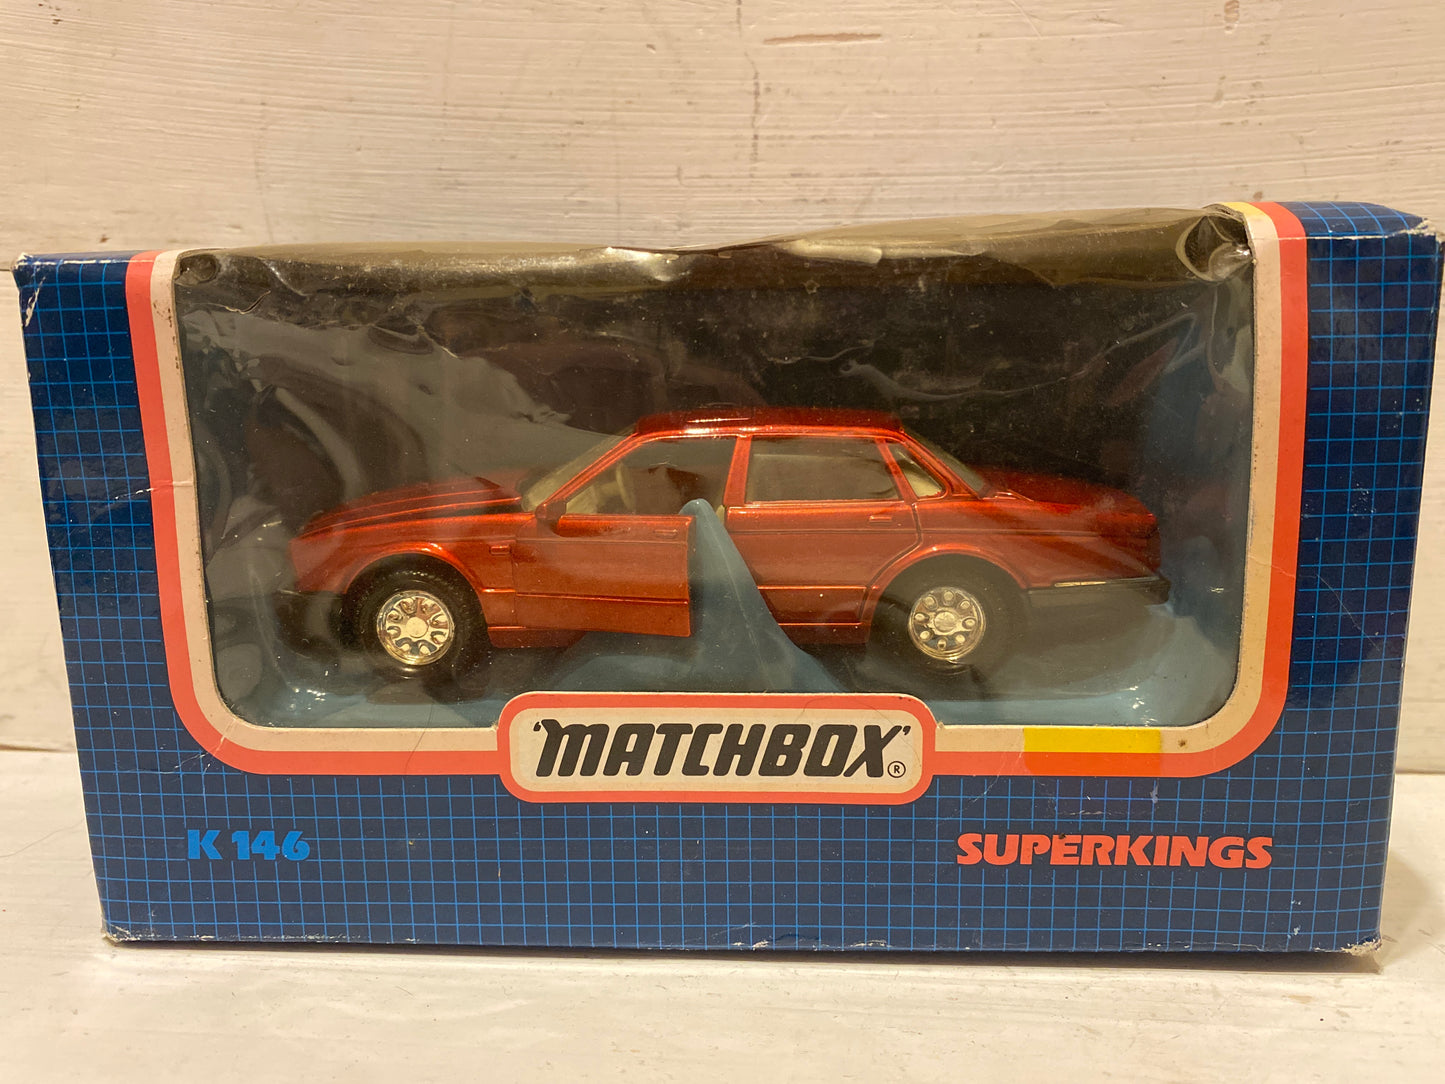 'MATCHBOX' ®
K 146
SUPERKINGS